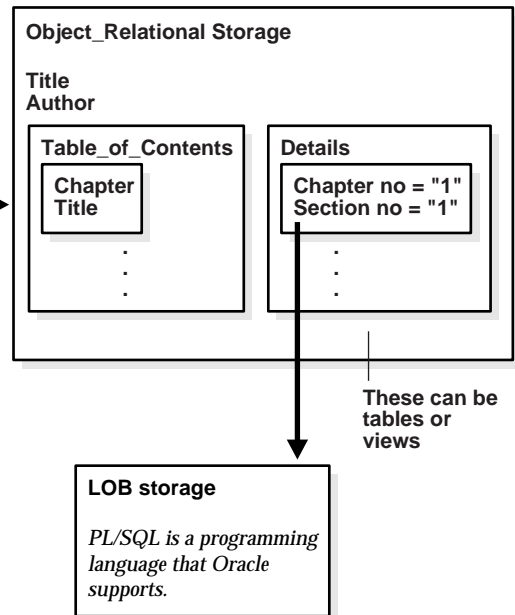 Object_Relational Storage
Title
Author
Table_of_Contents
Chapter
Title
.
.
.
Details
Chapter no = "1"
Section no = "1"
.
.
.
These can be
tables or
views
LOB storage
PL/SQL is a programming
language that Oracle
supports.